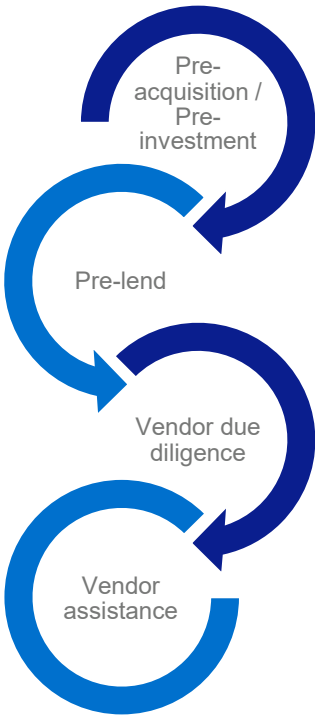 Pre-
acquisition /
Pre-
investment
Pre-lend
Vendor due
diligence
Vendor
assistance